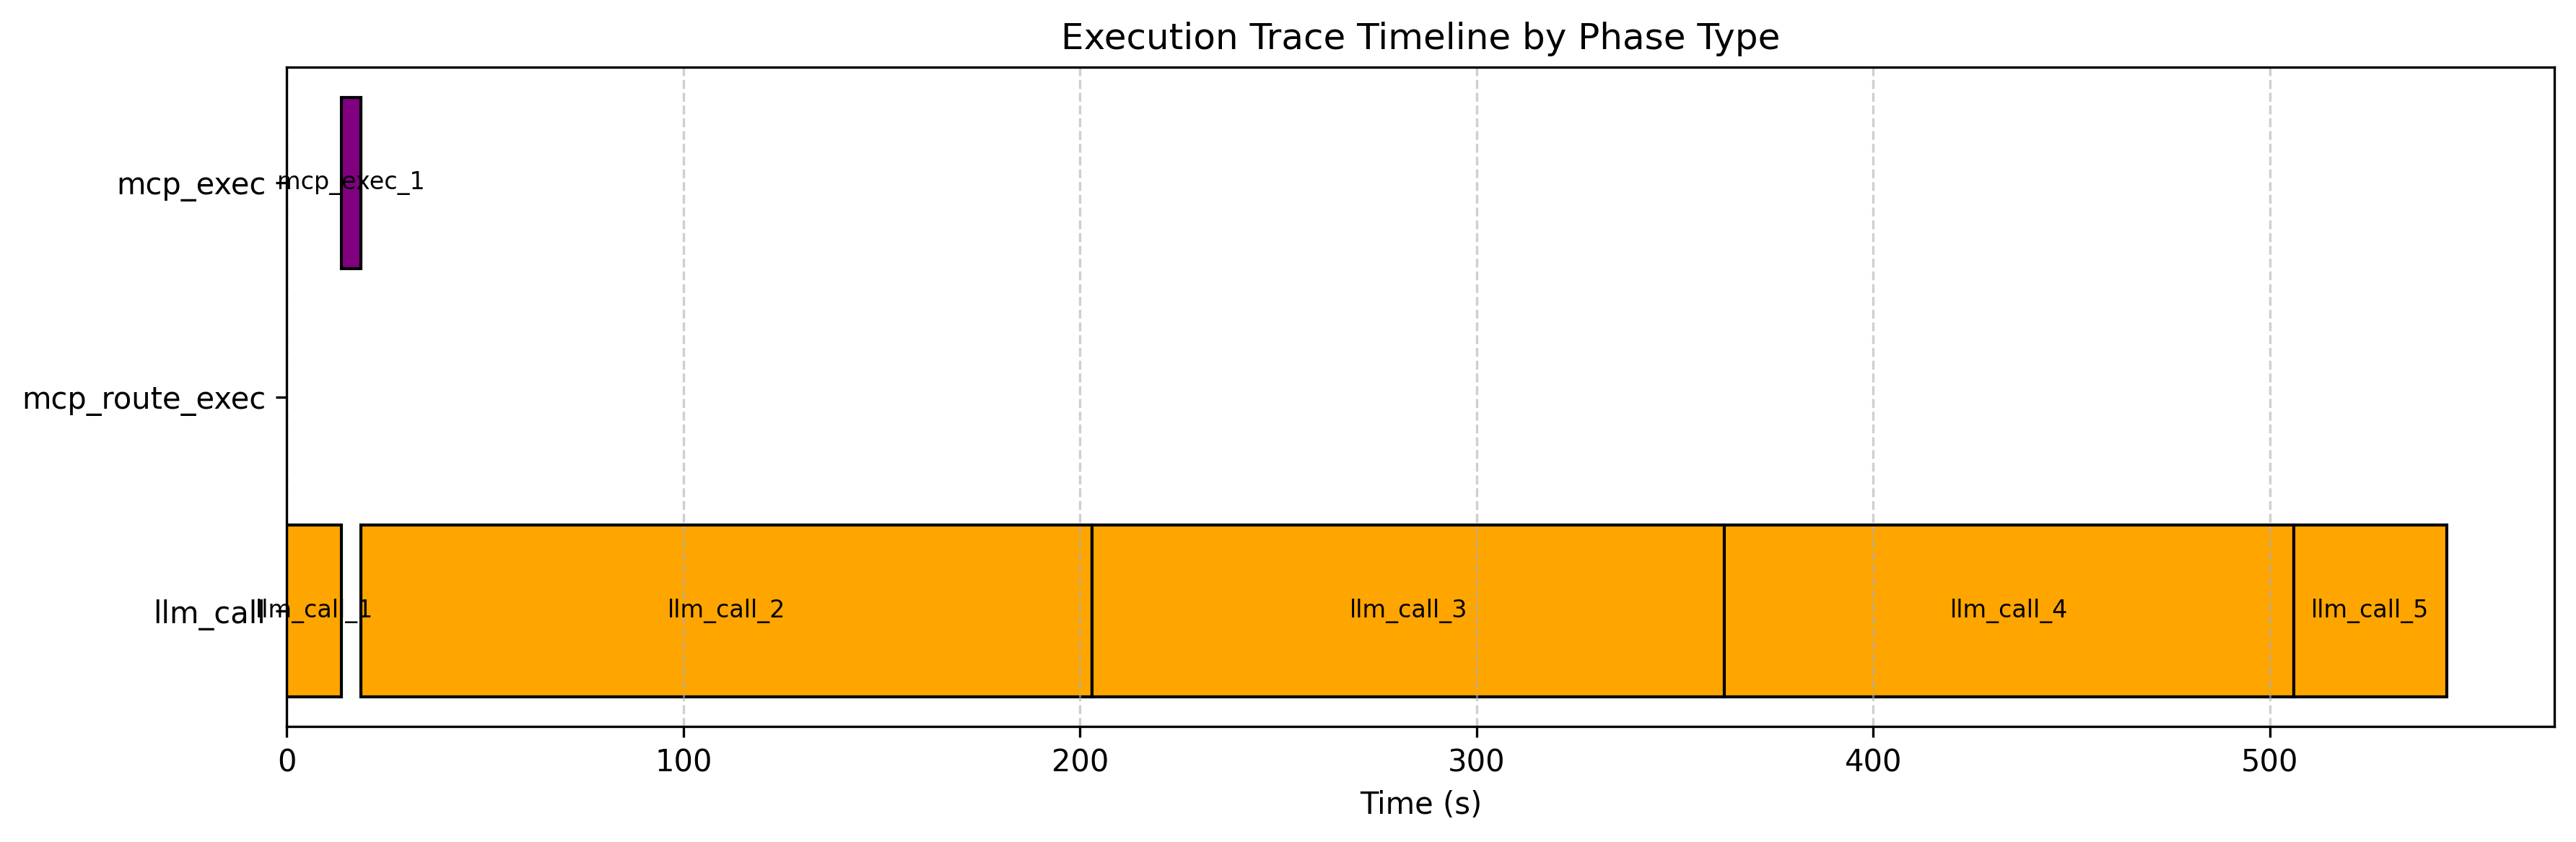 Execution Trace Timeline by Phase Type
mcp_exec
mcp_exec_1
mcp_route_exec
llm_call
llm_call_1
llm_call_2
llm_call_3
llm_call_4
llm_call_5
0
100
200
300
400
500
Time (s)